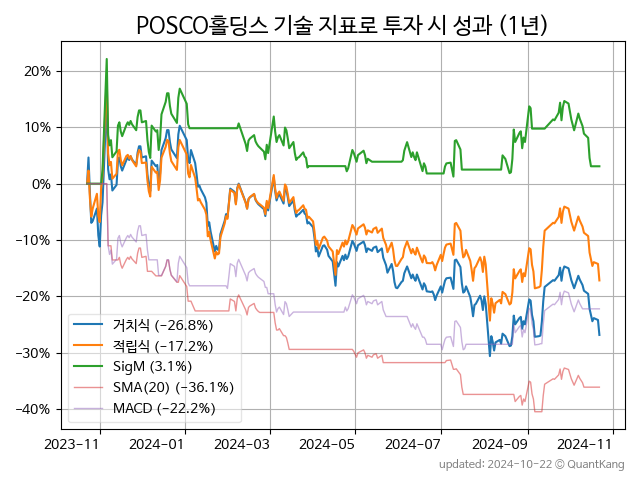 POSCO홀딩스 기술 지표로 투자 시 성과 (1년)
20%
10%
0%
−10%
−20%
−30%
−40%
거치식 (−26.8%)
적립식 (−17.2%)
SigM (3.1%)
SMA(20) (−36.1%)
MACD (−22.2%)
2023-11 2024-01 2024-03 2024-05 2024-07 2024-09 2024-11
updated: 2024-10-22 © QuantKang